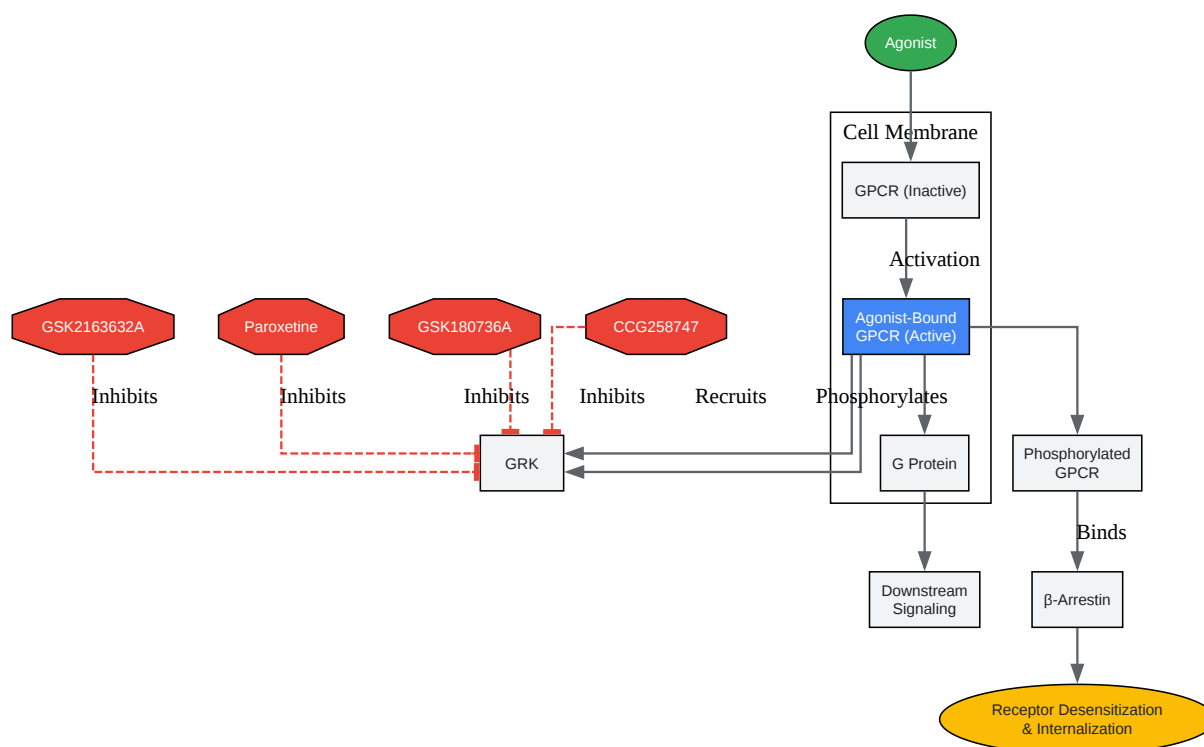 Agonist
Cell Membrane
GPCR (Inactive)
Activation
GSK2163632A
Paroxetine
GSK180736A
CCG258747
Agonist-Bound
GPCR (Active)
Inhibits
Inhibits
Inhibits
Inhibits
Recruits
Phosphorylates
GRK
G Protein
Phosphorylated
GPCR
Binds
Downstream
Signaling
β-Arrestin
Receptor Desensitization
& Internalization